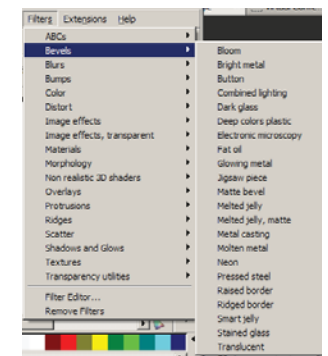 Filters Extensions Help
ABCs
Bevels
Blurs
Bumps
Color
Distort
Image effects
Image effects, transparent
Materials
Morphology
Non realistic 3D shaders
Overlays
Protrusions
Ridges
Scatter
Shadows and Glows
Textures
Transparency utilities
Filter Editor...
Remove Filters
Bloom
Bright metal
Button
Combined lighting
Dark glass
Deep colors plastic
Electronic microscopy
Fat oil
Glowing metal
Jigsaw piece
Matte bevel
Melted jelly
Melted jelly, matte
Metal casting
Molten metal
Neon
Pressed steel
Raised border
Ridged border
Smart jelly
Stained glass
Translucent